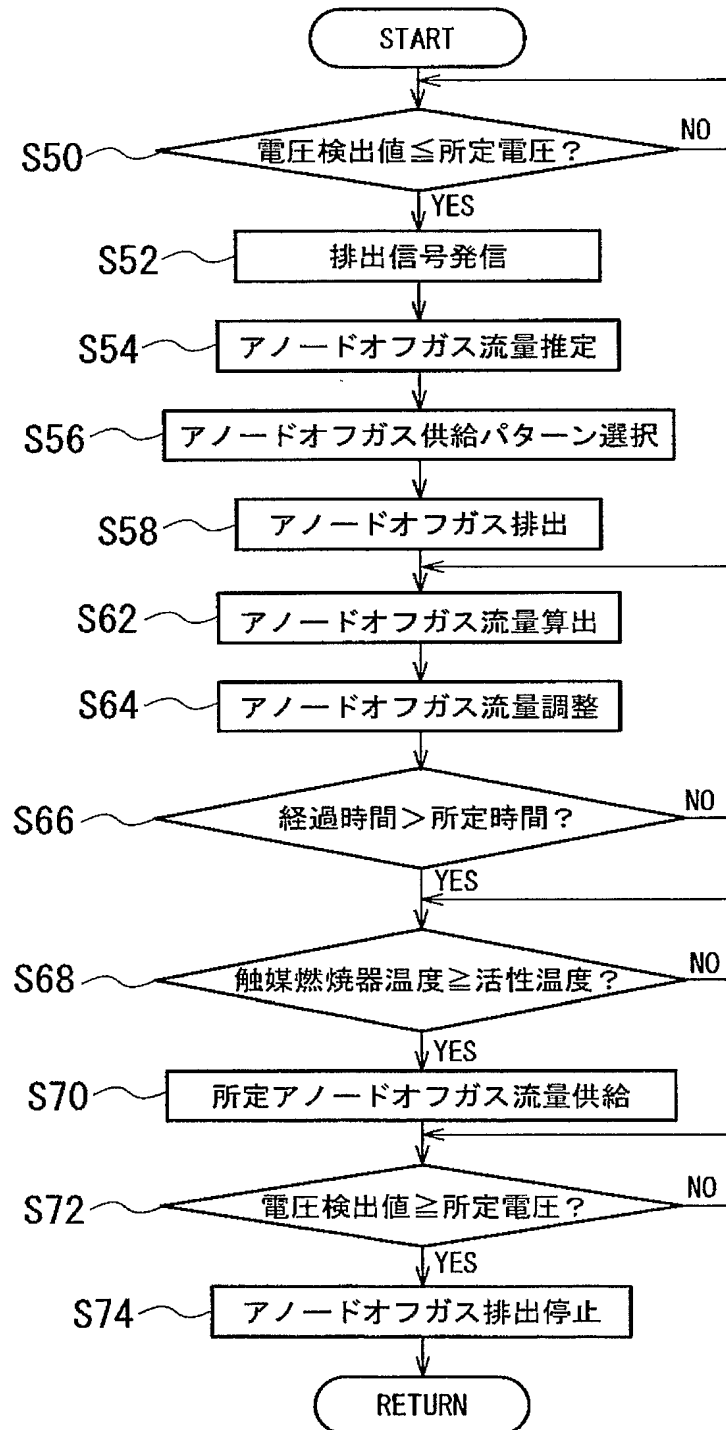 START
S50
電圧検出値≦所定電圧?
NO
YES
S52
排出信号発信
S54
アノードオフガス流量推定
S56
アノードオフガス供給パターン選択
S58
アノードオフガス排出
S62
アノードオフガス流量算出
S64
アノードオフガス流量調整
S66
経過時間>所定時間?
NO
YES
S68
触媒燃焼器温度≧活性温度?
NO
YES
S70
所定アノードオフガス流量供給
S72
電圧検出値≧所定電圧?
NO
YES
S74
アノードオフガス排出停止
RETURN